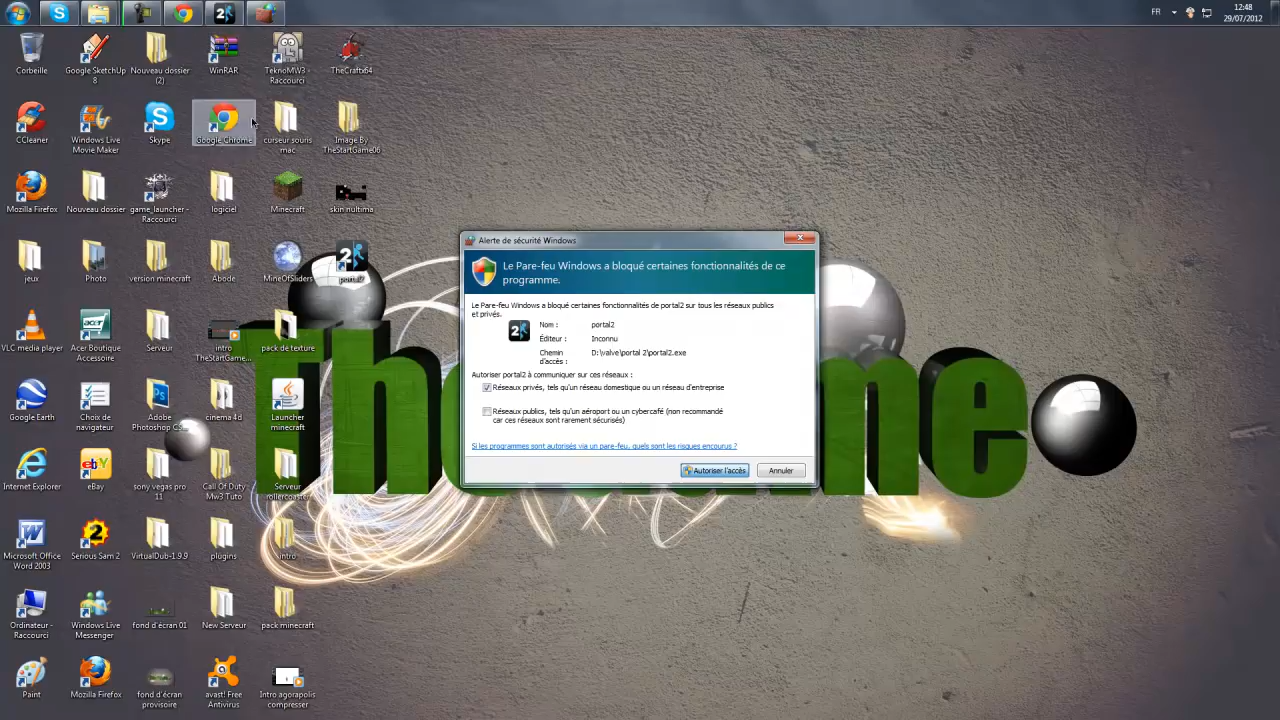 FR
12:48
29/07/2012
Corbeille
Google SketchUp
8
Nouveau dossier
(2)
WinRAR
TeknoMW3 -
Raccourci
TheCraftx64
CCleaner
Windows Live
Movie Maker
Skype
Google Chrome
curseur souris
mac
Image By
TheStartGame06
Mozilla Firefox
Nouveau dossier
game_launcher -
Raccourci
logiciel
Minecraft
skin nultima
jeux
Photo
version minecraft
Abode
MineOfSliders
portal2
VLC media player
Acer Boutique
Accessoire
Serveur
intro
TheStartGame...
pack de texture
Google Earth
Choix de
navigateur
Adobe
Photoshop CS...
cinema 4d
Launcher
minecraft
Internet Explorer
eBay
sony vegas pro
11
Call Of Duty
Mw3 Tuto
Serveur
rollercoaster
Microsoft Office
Word 2003
Serious Sam 2
VirtualDub-1.9.9
plugins
intro
Ordinateur -
Raccourci
Windows Live
Messenger
fond d'écran 01
New Serveur
pack minecraft
Paint
Mozilla Firefox
fond d'écran
provisoire
avast! Free
Antivirus
Intro agorapolis
compresser
Alerte de sécurité Windows
Le Pare-feu Windows a bloqué certaines fonctionnalités de ce
programme.
Le Pare-feu Windows a bloqué certaines fonctionnalités de portal2 sur tous les réseaux publics
et privés.
Nom : portal2
Éditeur : Inconnu
Chemin
d'accès : D:\valve\portal 2\portal2.exe
Autoriser portal2 à communiquer sur ces réseaux :
Réseaux privés, tels qu'un réseau domestique ou un réseau d'entreprise
Réseaux publics, tels qu'un aéroport ou un cybercafé (non recommandé
car ces réseaux sont rarement sécurisés)
Si les programmes sont autorisés via un pare-feu, quels sont les risques encourus ?
Autoriser l'accès
Annuler